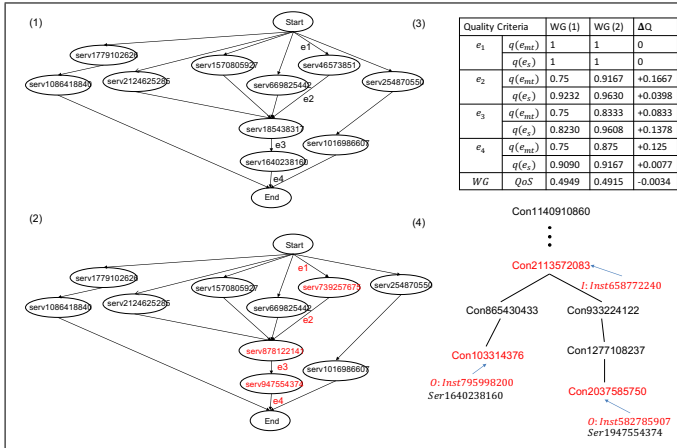 (1)
Start
e1
serv1779102626
serv1570805927
serv46573851
serv1086418840
serv2124625285
serv669825442
serv254870550
e2
serv185438317
e3
serv1016986607
serv1640238160
e4
End
(2)
Start
e1
serv1779102626
serv1570805927
serv739257675
serv1086418840
serv2124625285
serv669825442
serv254870550
e2
serv878122141
e3
serv1016986607
serv947554374
e4
End
(3)
Quality Criteria WG (1) WG (2) ΔQ
e1 q(emt) 1 1 0
q(es) 1 1 0
e2 q(emt) 0.75 0.9167 +0.1667
q(es) 0.9232 0.9630 +0.0398
e3 q(emt) 0.75 0.8333 +0.0833
q(es) 0.8230 0.9608 +0.1378
e4 q(emt) 0.75 0.875 +0.125
q(es) 0.9090 0.9167 +0.0077
WG QoS 0.4949 0.4915 -0.0034
(4)
Con1140910860
Con2113572083
I:Inst658772240
Con865430433
Con933224122
Con103314376
Con1277108237
O:Inst795998200
Ser1640238160
Con2037585750
O:Inst582785907
Ser1947554374